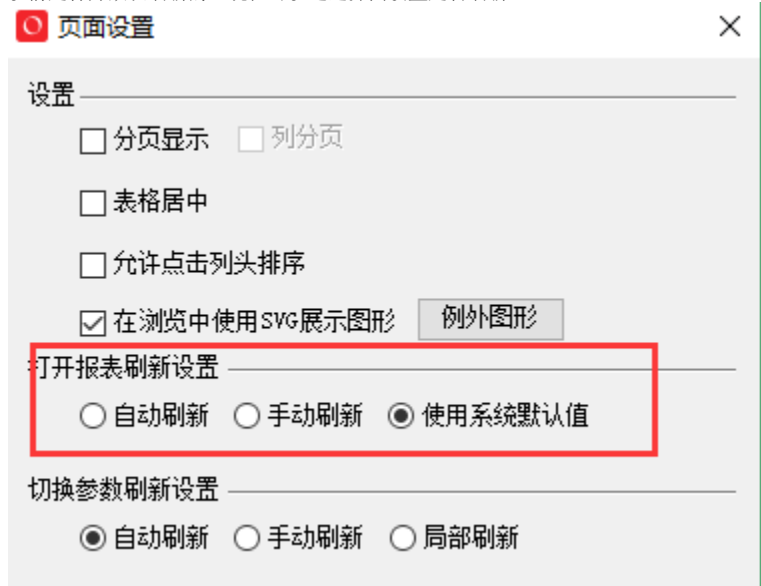 页面设置
设置
分页显示 列分页
表格居中
允许点击列头排序
在浏览中使用SVG展示图形 例外图形
打开报表刷新设置
自动刷新 手动刷新 使用系统默认值
切换参数刷新设置
自动刷新 手动刷新 局部刷新